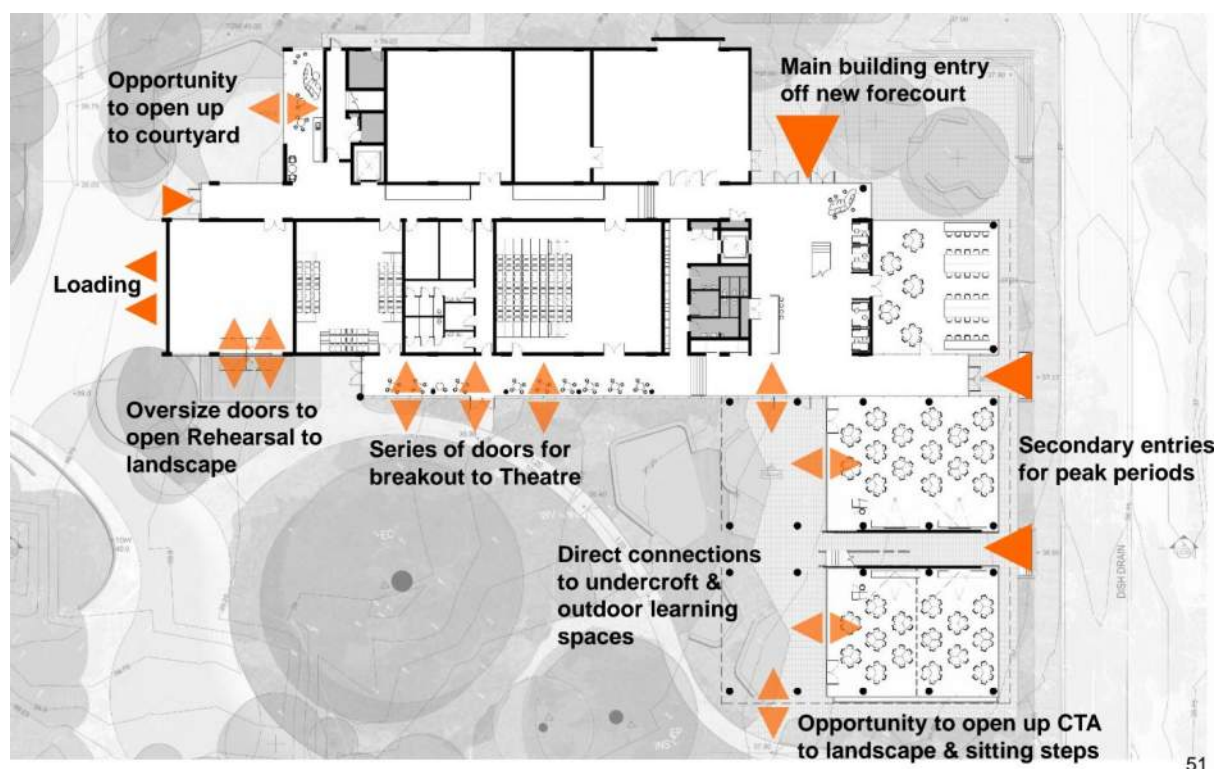 Opportunity
to open up
to courtyard
Main building entry
off new forecourt
Loading
Oversize doors to
open Rehearsal to
landscape
Series of doors for
breakout to Theatre
Secondary entries
for peak periods
Direct connections
to undercroft &
outdoor learning
spaces
DISH DRAIN
Opportunity to open up CTA
to landscape & sitting steps
51